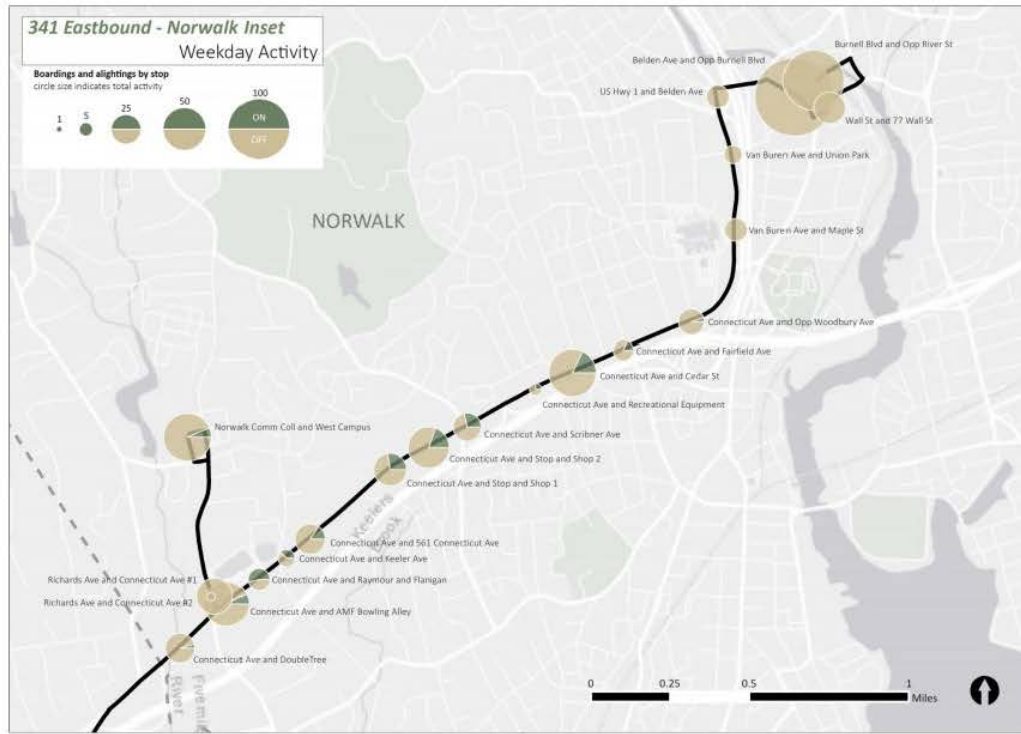 341 Eastbound - Norwalk Inset
Weekday Activity
Boardings and alightings by stop
circle size indicates total activity
1
5
25
50
100
ON
OFF
Burnell Blvd and Opp River St
Belden Ave and Opp Burnell Blvd
US Hwy 1 and Belden Ave
Wall St and 77 Wall St
Van Buren Ave and Union Park
NORWALK
Van Buren Ave and Maple St
Connecticut Ave and Opp Woodbury Ave
Connecticut Ave and Fairfield Ave
Connecticut Ave and Cedar St
Connecticut Ave and Recreational Equipment
Norwalk Comm Coll and West Campus
Connecticut Ave and Scribner Ave
Connecticut Ave and Stop and Shop 2
Connecticut Ave and Stop and Shop 1
Keelers
Brook
Connecticut Ave and 561 Connecticut Ave
Connecticut Ave and Keeler Ave
Richards Ave and Connecticut Ave #1
Connecticut Ave and Raymour and Flanigan
Richards Ave and Connecticut Ave #2
Connecticut Ave and AMF Bowling Alley
Connecticut Ave and DoubleTree
River
0
0.25
0.5
1
Miles